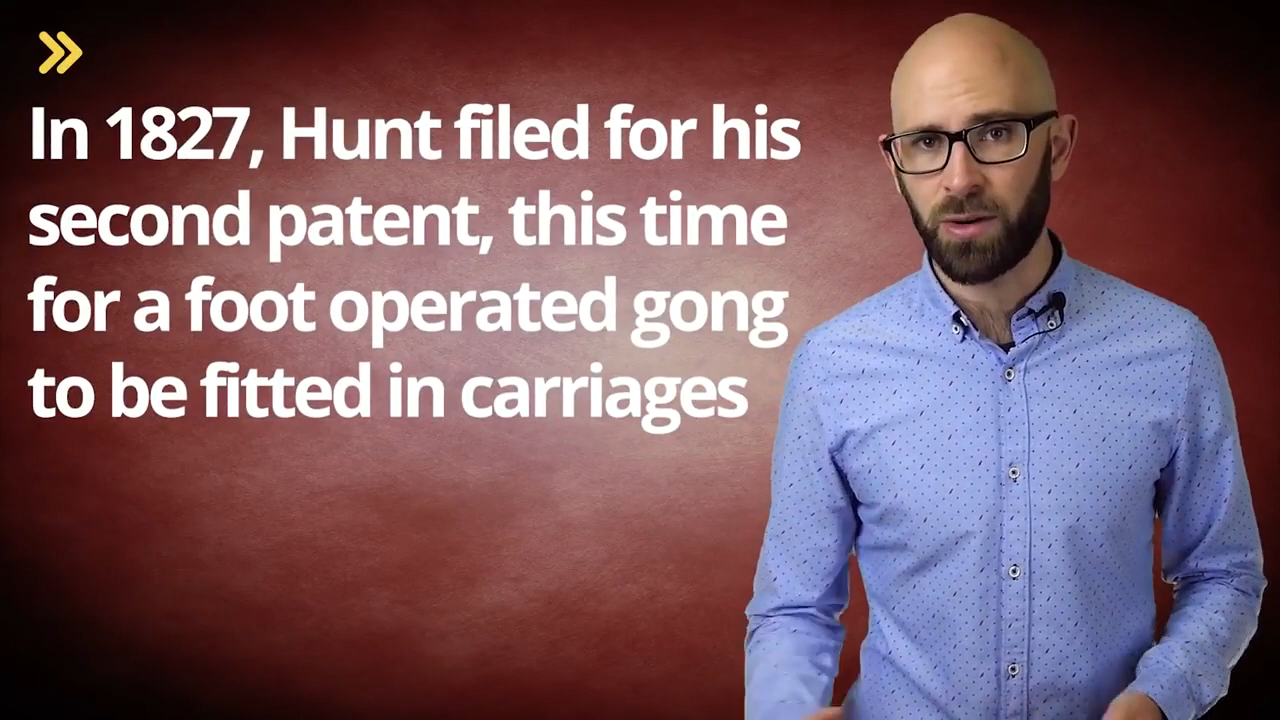 In 1827, Hunt filed for his
second patent, this time
for a foot operated gong
to be fitted in carriages